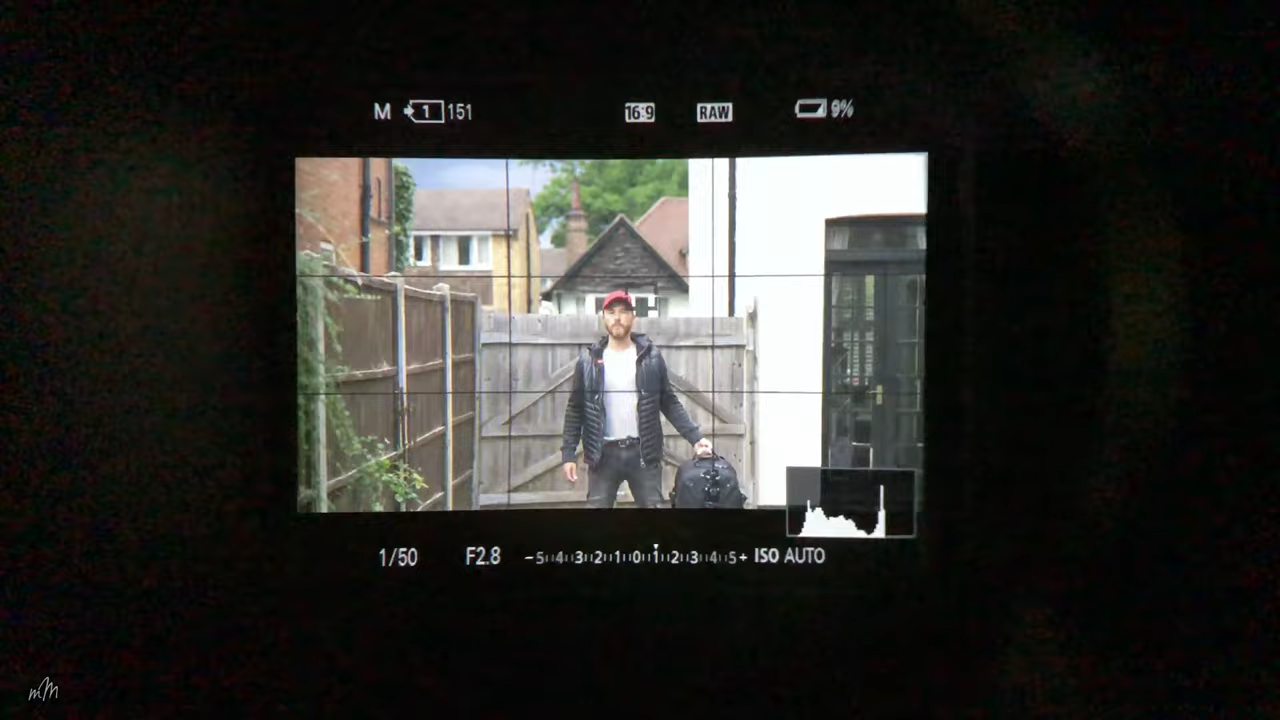 M 1 151 16:9 RAW 9%
1/50 F2.8 −5 4 3 2 1 0 1 2 3 4 5+ ISO AUTO
mM